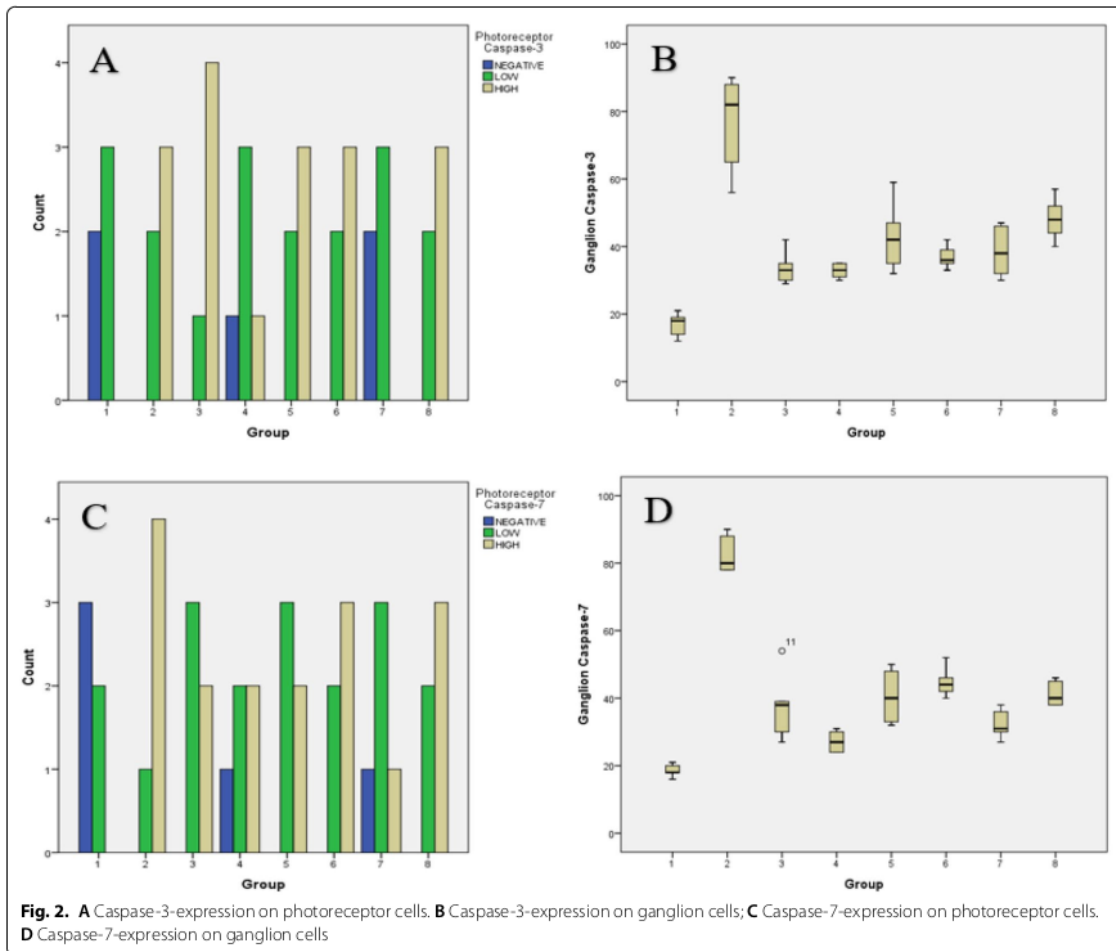 A
Photoreceptor
Caspase-3
NEGATIVE
LOW
HIGH
Count
4
3
2
1
0
1 2 3 4 5 6 7 8
Group
B
Ganglion Caspase-3
100
80
60
40
20
0
1 2 3 4 5 6 7 8
Group
C
Photoreceptor
Caspase-7
NEGATIVE
LOW
HIGH
Count
4
3
2
1
0
1 2 3 4 5 6 7 8
Group
D
Ganglion Caspase-7
100
80
60
40
20
0
11
1 2 3 4 5 6 7 8
Group
Fig. 2. A Caspase-3-expression on photoreceptor cells. B Caspase-3-expression on ganglion cells; C Caspase-7-expression on photoreceptor cells.
D Caspase-7-expression on ganglion cells